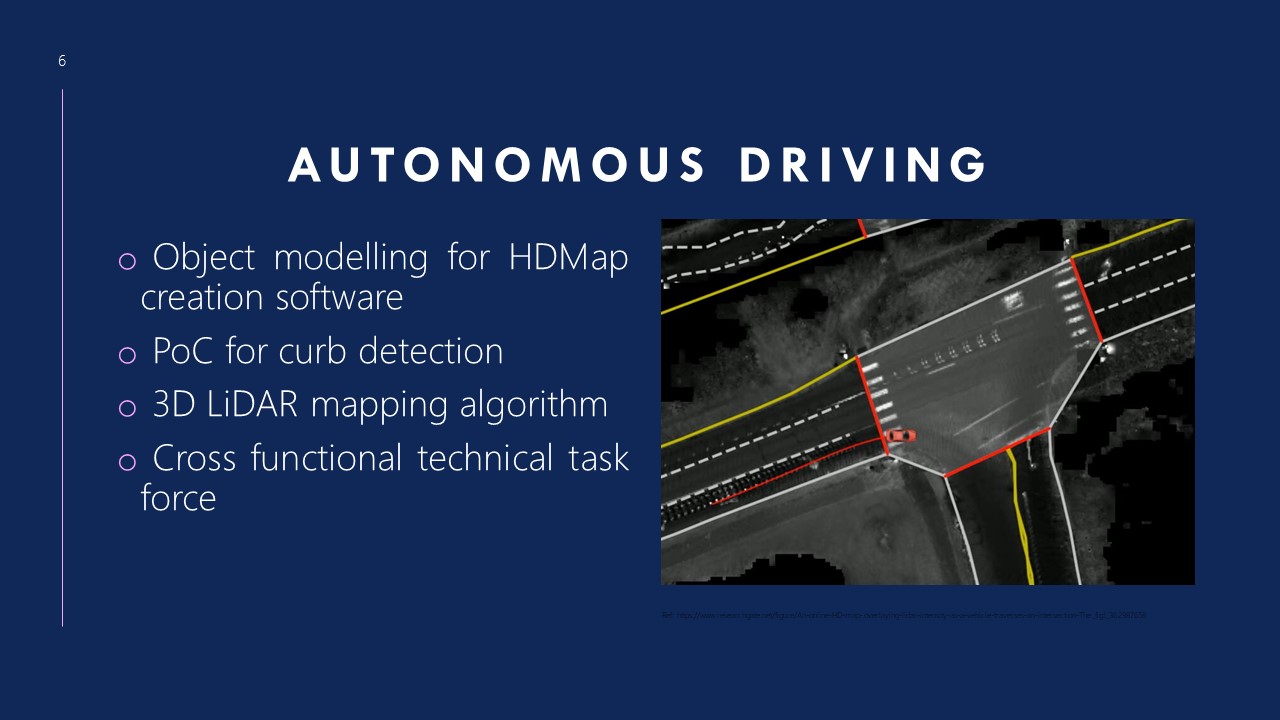 6
AUTONOMOUS DRIVING
o Object modelling for HDMap
creation software
o PoC for curb detection
o 3D LiDAR mapping algorithm
o Cross functional technical task
force